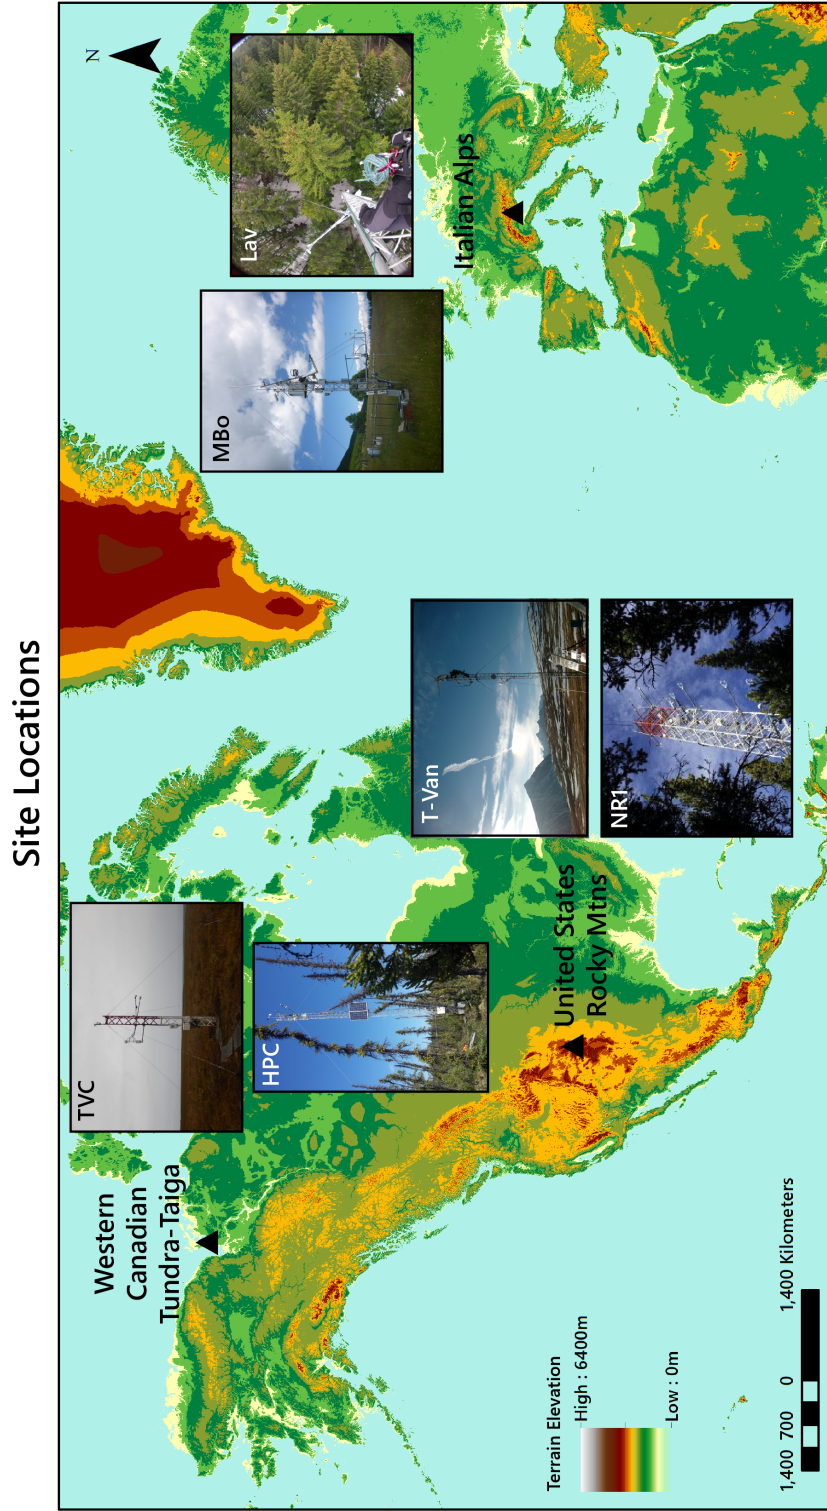 Site Locations
N
Western
Canadian
Tundra-Taiga
TVC
HPC
MBo
Lav
Italian Alps
T-Van
NR1
United States
Rocky Mtns
Terrain Elevation
High : 6400m
Low : 0m
1,400 700 0 1,400 Kilometers